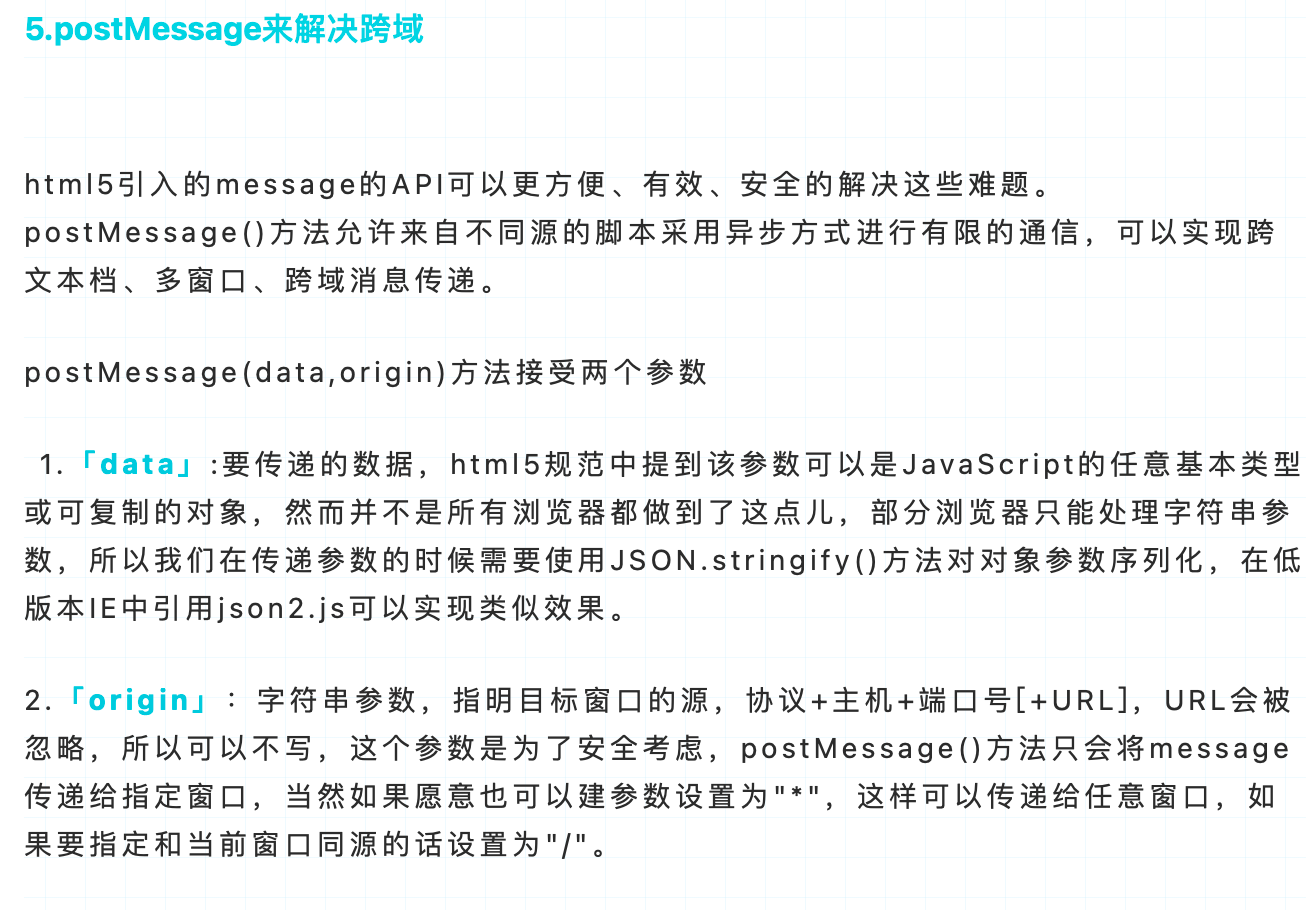 5.postMessage来解决跨域
html5引入的message的API可以更方便、有效、安全的解决这些难题。
postMessage()方法允许来自不同源的脚本采用异步方式进行有限的通信，可以实现跨
文本档、多窗口、跨域消息传递。
postMessage(data,origin)方法接受两个参数
1.「data」:要传递的数据，html5规范中提到该参数可以是JavaScript的任意基本类型
或可复制的对象，然而并不是所有浏览器都做到了这点儿，部分浏览器只能处理字符串参
数，所以我们在传递参数的时候需要使用JSON.stringify()方法对对象参数序列化，在低
版本IE中引用json2.js可以实现类似效果。
2.「origin」：字符串参数，指明目标窗口的源，协议+主机+端口号[+URL]，URL会被
忽略，所以可以不写，这个参数是为了安全考虑，postMessage()方法只会将message
传递给指定窗口，当然如果愿意也可以建参数设置为"*"，这样可以传递给任意窗口，如
果要指定和当前窗口同源的话设置为"/"。